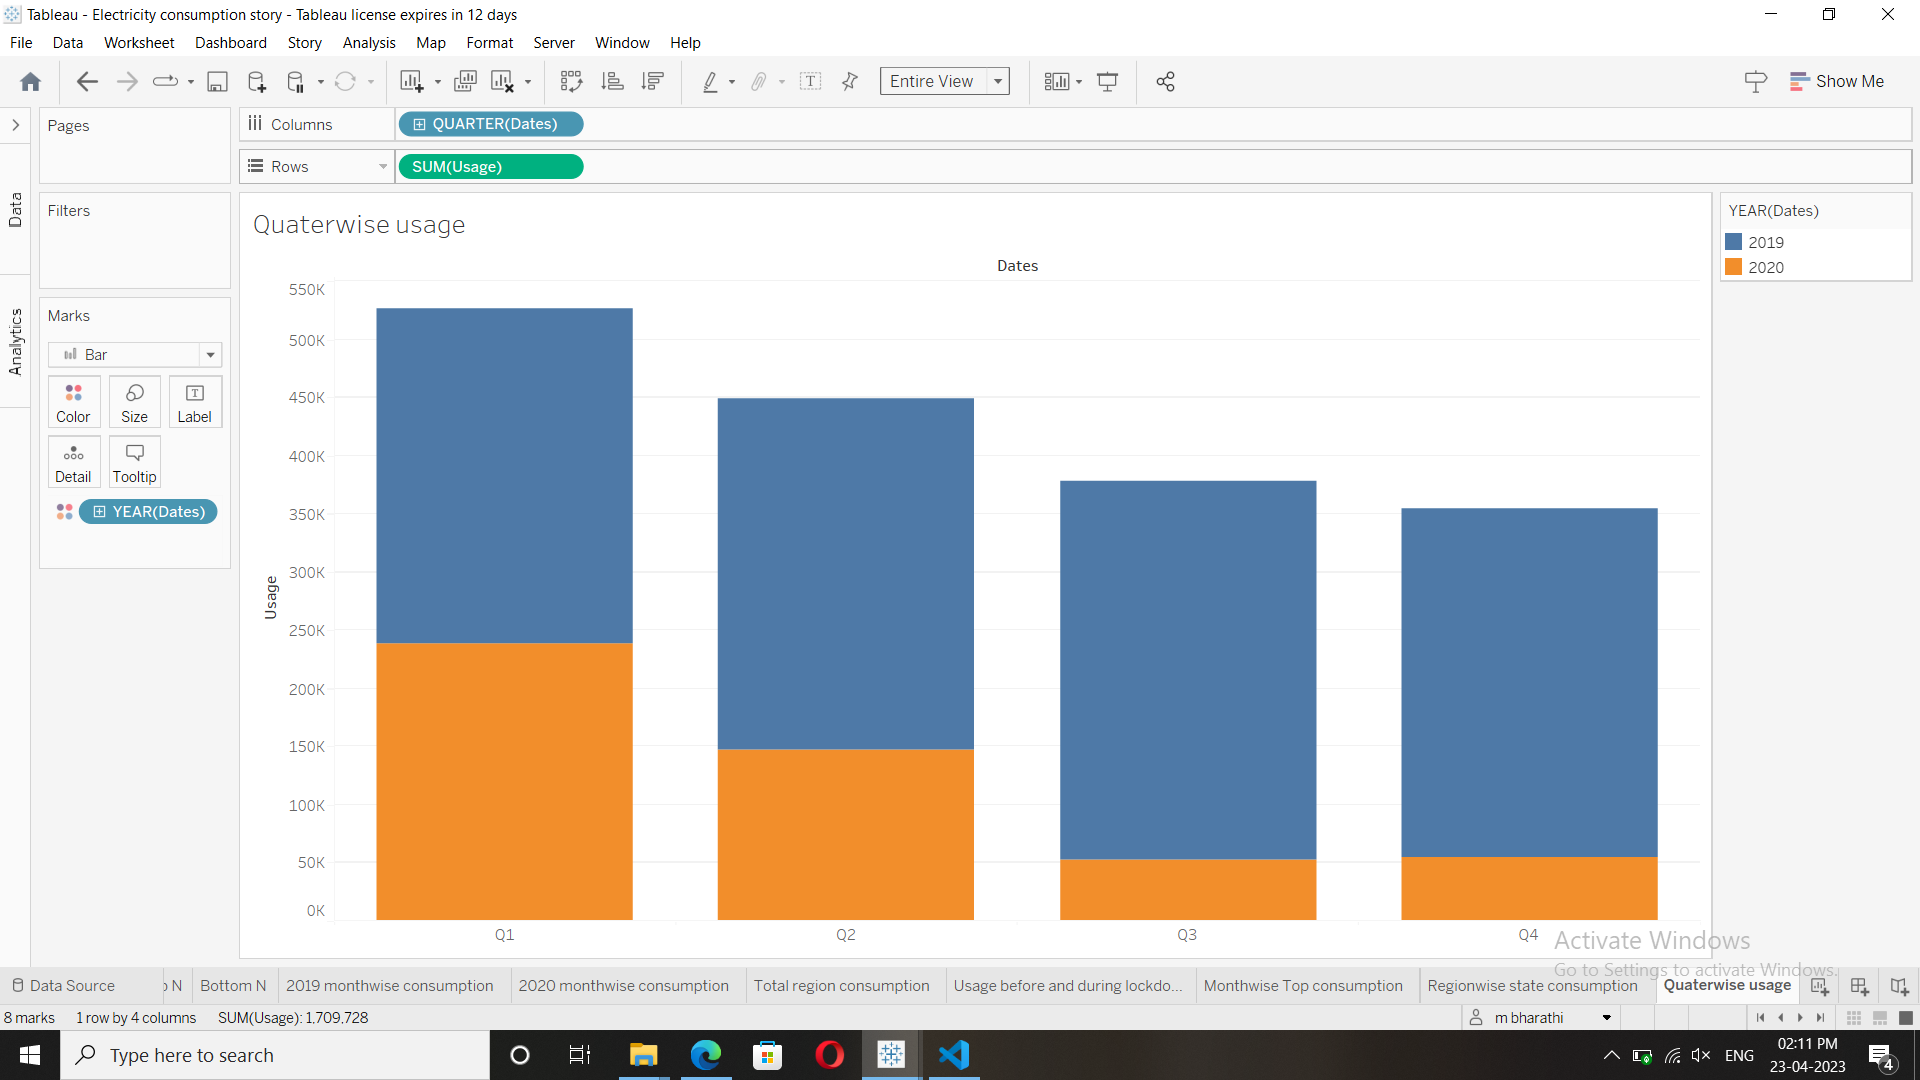 Tableau - Electricity consumption story - Tableau license expires in 12 days
File Data Worksheet Dashboard Story Analysis Map Format Server Window Help
Entire View
Show Me
Pages
Columns
QUARTER(Dates)
Rows
SUM(Usage)
Data
Analytics
Filters
Marks
Bar
Color Size Label
Detail Tooltip
YEAR(Dates)
Quaterwise usage
Dates
Usage
550K
500K
450K
400K
350K
300K
250K
200K
150K
100K
50K
0K
Q1 Q2 Q3 Q4
YEAR(Dates)
2019
2020
Activate Windows
Go to Settings to activate Windows.
Data Source N Bottom N 2019 monthwise consumption 2020 monthwise consumption Total region consumption Usage before and during lockdo... Monthwise Top consumption Regionwise state consumption Quaterwise usage
8 marks 1 row by 4 columns SUM(Usage): 1,709,728 m bharathi
Type here to search
ENG
02:11 PM
23-04-2023
4